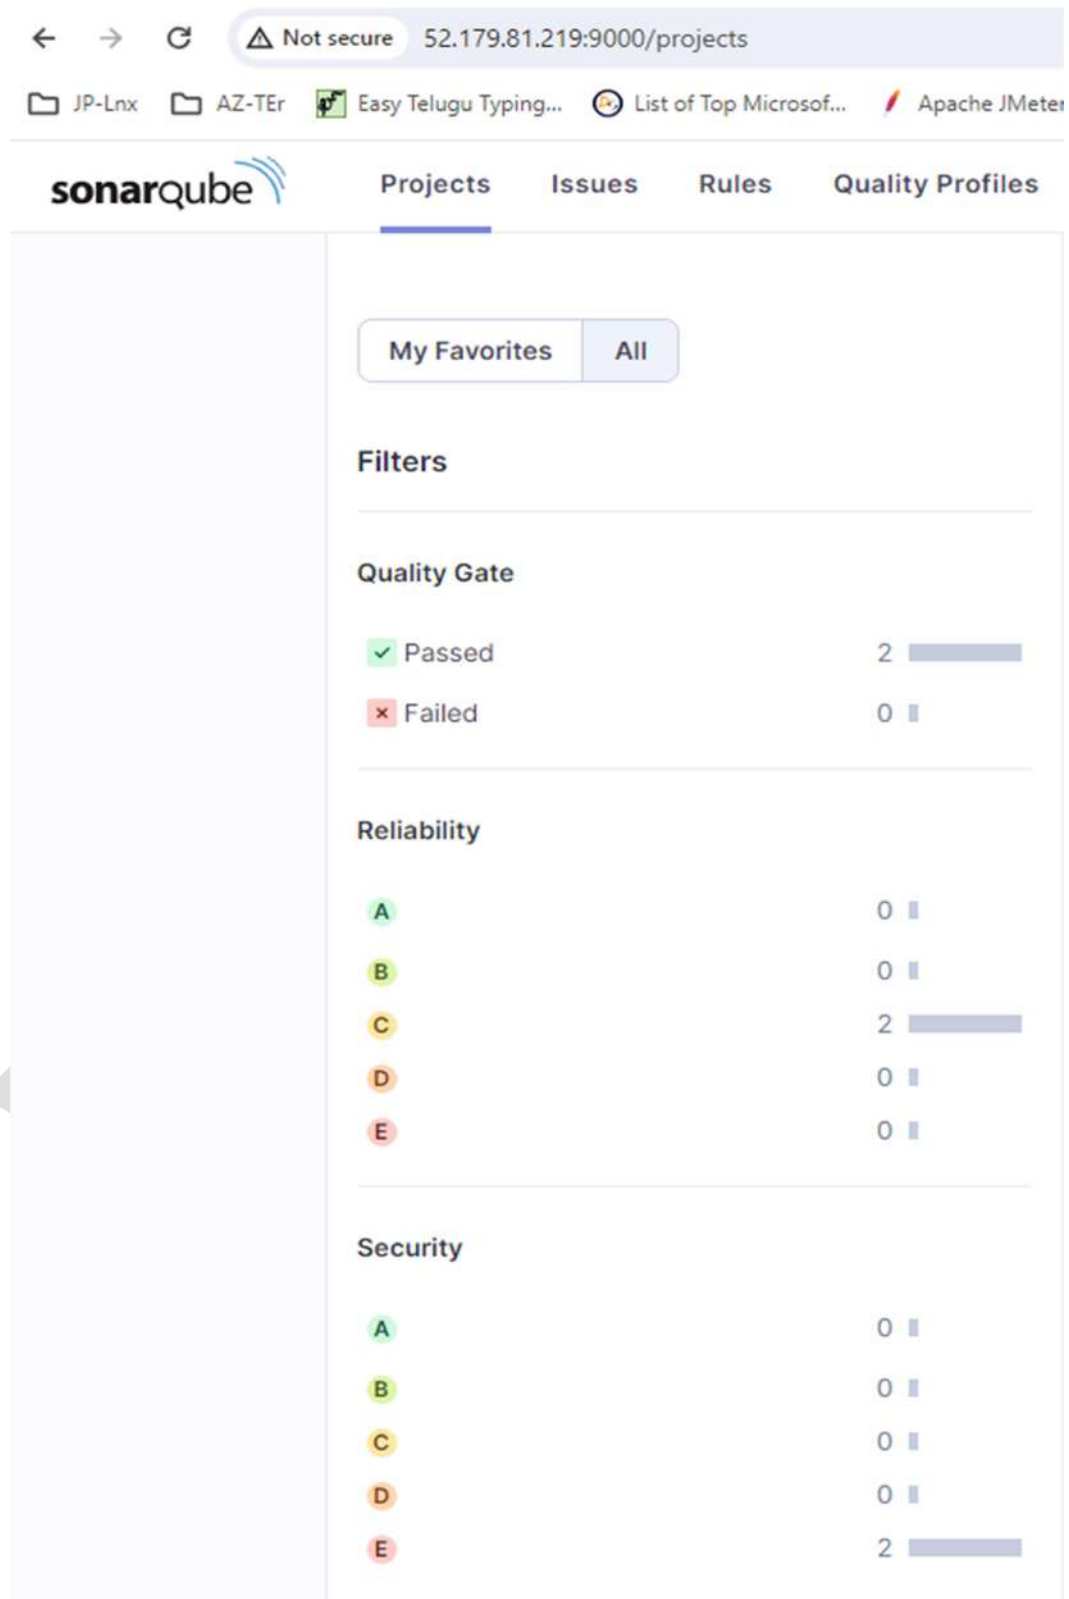 Not secure 52.179.81.219:9000/projects
JP-Lnx AZ-TEr Easy Telugu Typing... List of Top Microsof... Apache JMeter
sonarqube Projects Issues Rules Quality Profiles
My Favorites All
Filters
Quality Gate
Passed 2
Failed 0
Reliability
A 0
B 0
C 2
D 0
E 0
Security
A 0
B 0
C 0
D 0
E 2